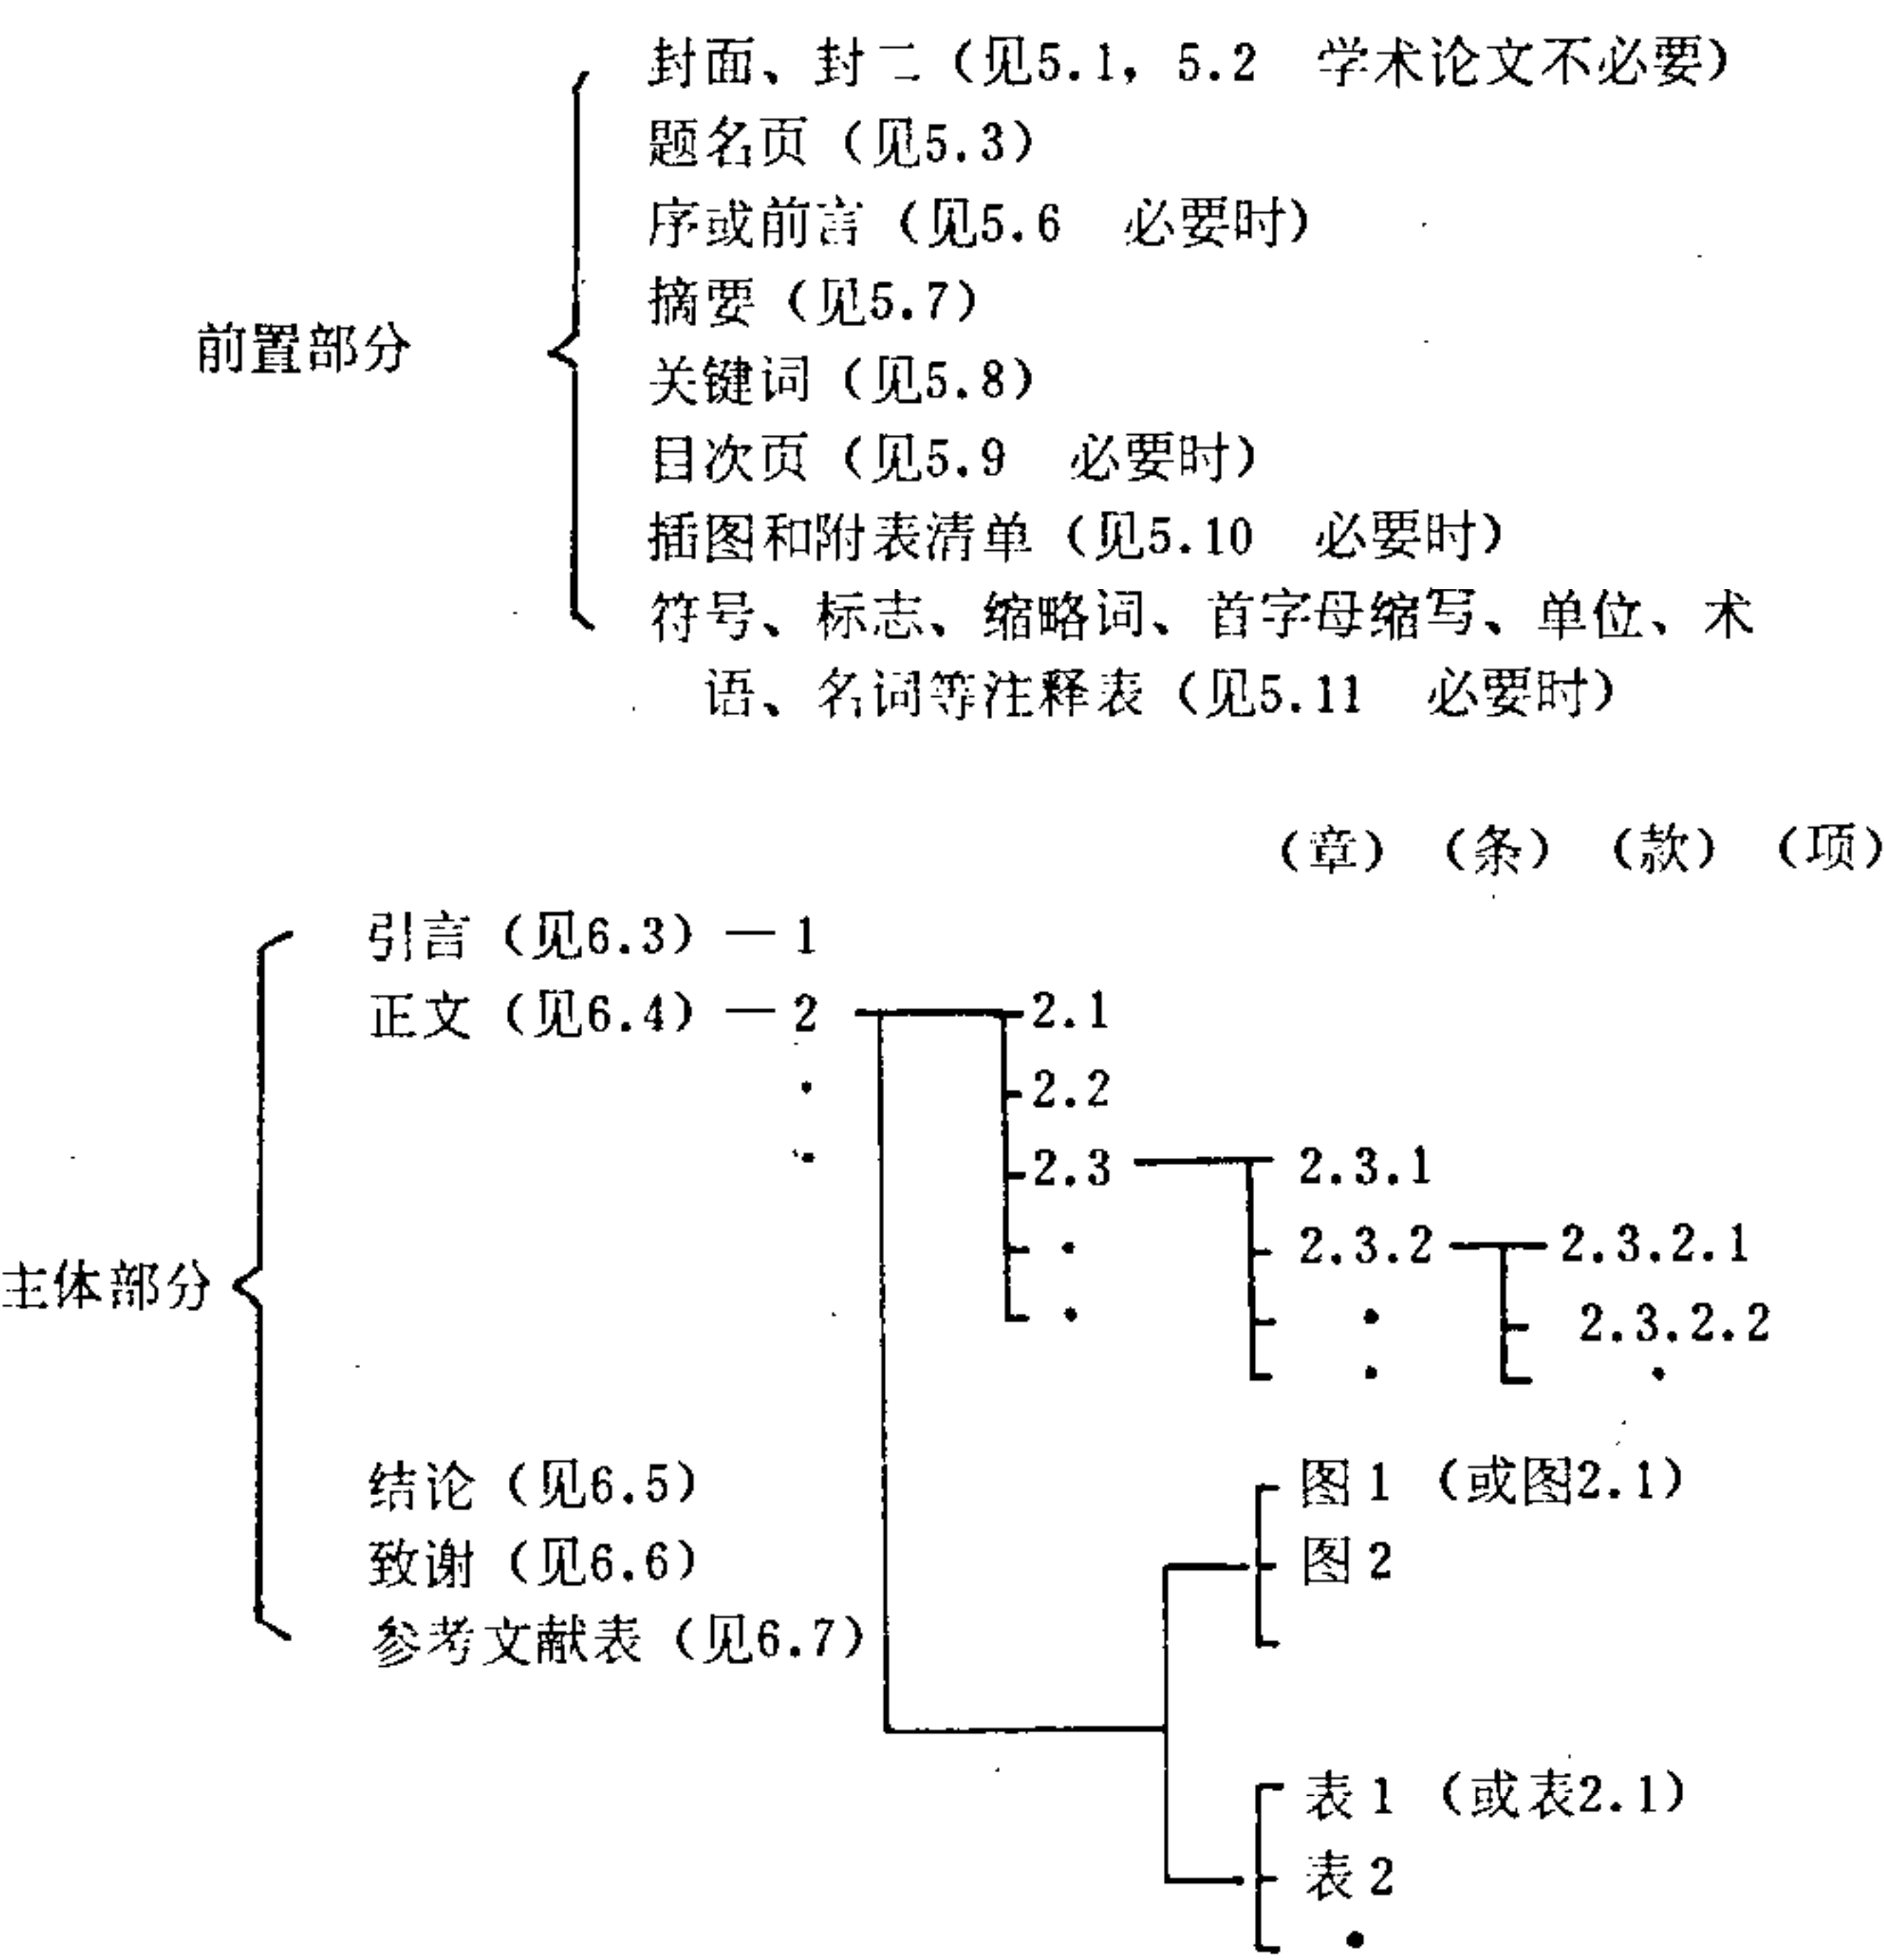 封面、封二（见5.1，5.2 学术论文不必要）
题名页（见5.3）
序或前言（见5.6 必要时）
摘要（见5.7）
前置部分
关键词（见5.8）
目次页（见5.9 必要时）
插图和附表清单（见5.10 必要时）
符号、标志、缩略词、首字母缩写、单位、术
语、名词等注释表（见5.11 必要时）
（章）（条）（款）（项）
引言（见6.3）— 1
正文（见6.4）— 2 2.1
2.2
2.3 2.3.1
2.3.2 2.3.2.1
主体部分
2.3.2.2
结论（见6.5）
图1（或图2.1）
致谢（见6.6）
图2
参考文献表（见6.7）
表1（或表2.1）
表2